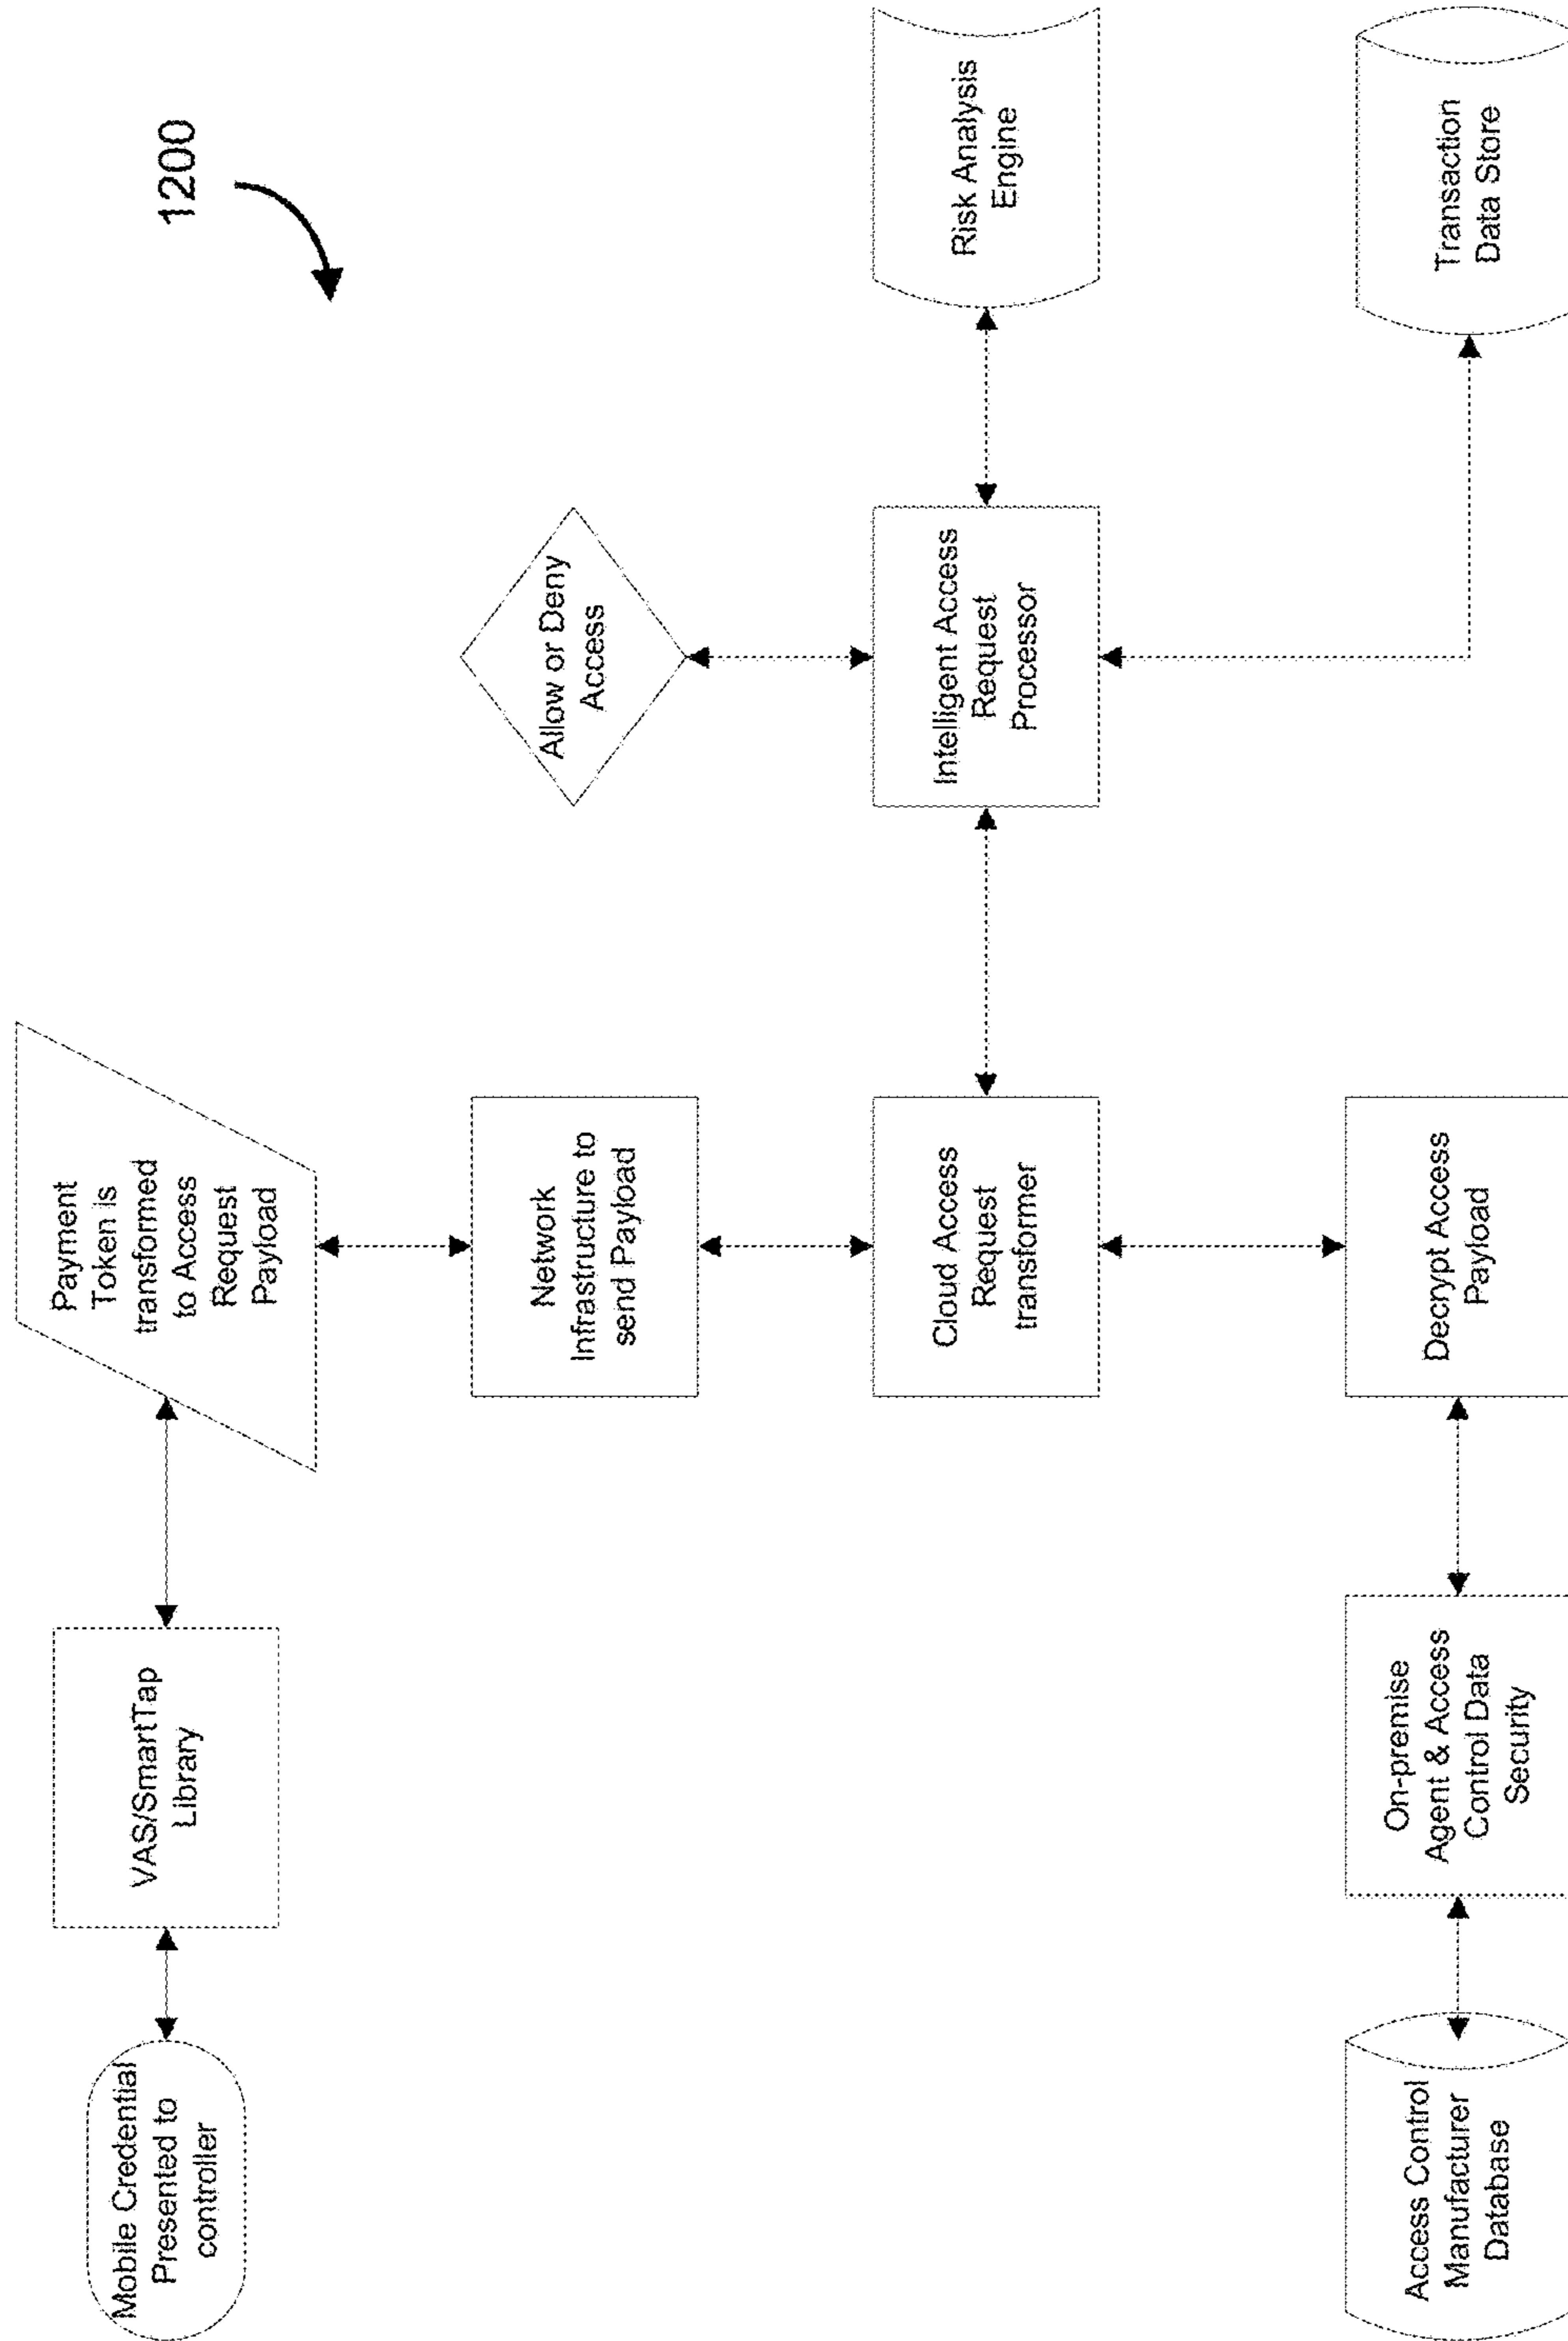 1200
Mobile Credential
Presented to
controller
VAS/SmartTap
Library
Payment
Token is
transformed
to Access
Request
Payload
Network
Infrastructure to
send Payload
Allow or Deny
Access
Cloud Access
Request
transformer
Intelligent Access
Request
Processor
Risk Analysis
Engine
Access Control
Manufacturer
Database
On-premise
Agent & Access
Control Data
Security
Decrypt Access
Payload
Transaction
Data Store